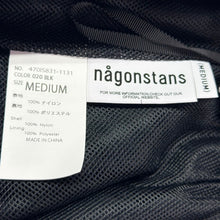 NO. 470IS831-1131
COLOR 020 BLK
SIZE MEDIUM
表地
100% ナイロン
裏地
100% ポリエステル
Shell
100% Nylon
Lining
100% Polyester
MADE IN CHINA
någonstans
FOR MORE INFORMATION,CHECK OUT OUR
OFFICIAL WEBSITE.
MEDIUM